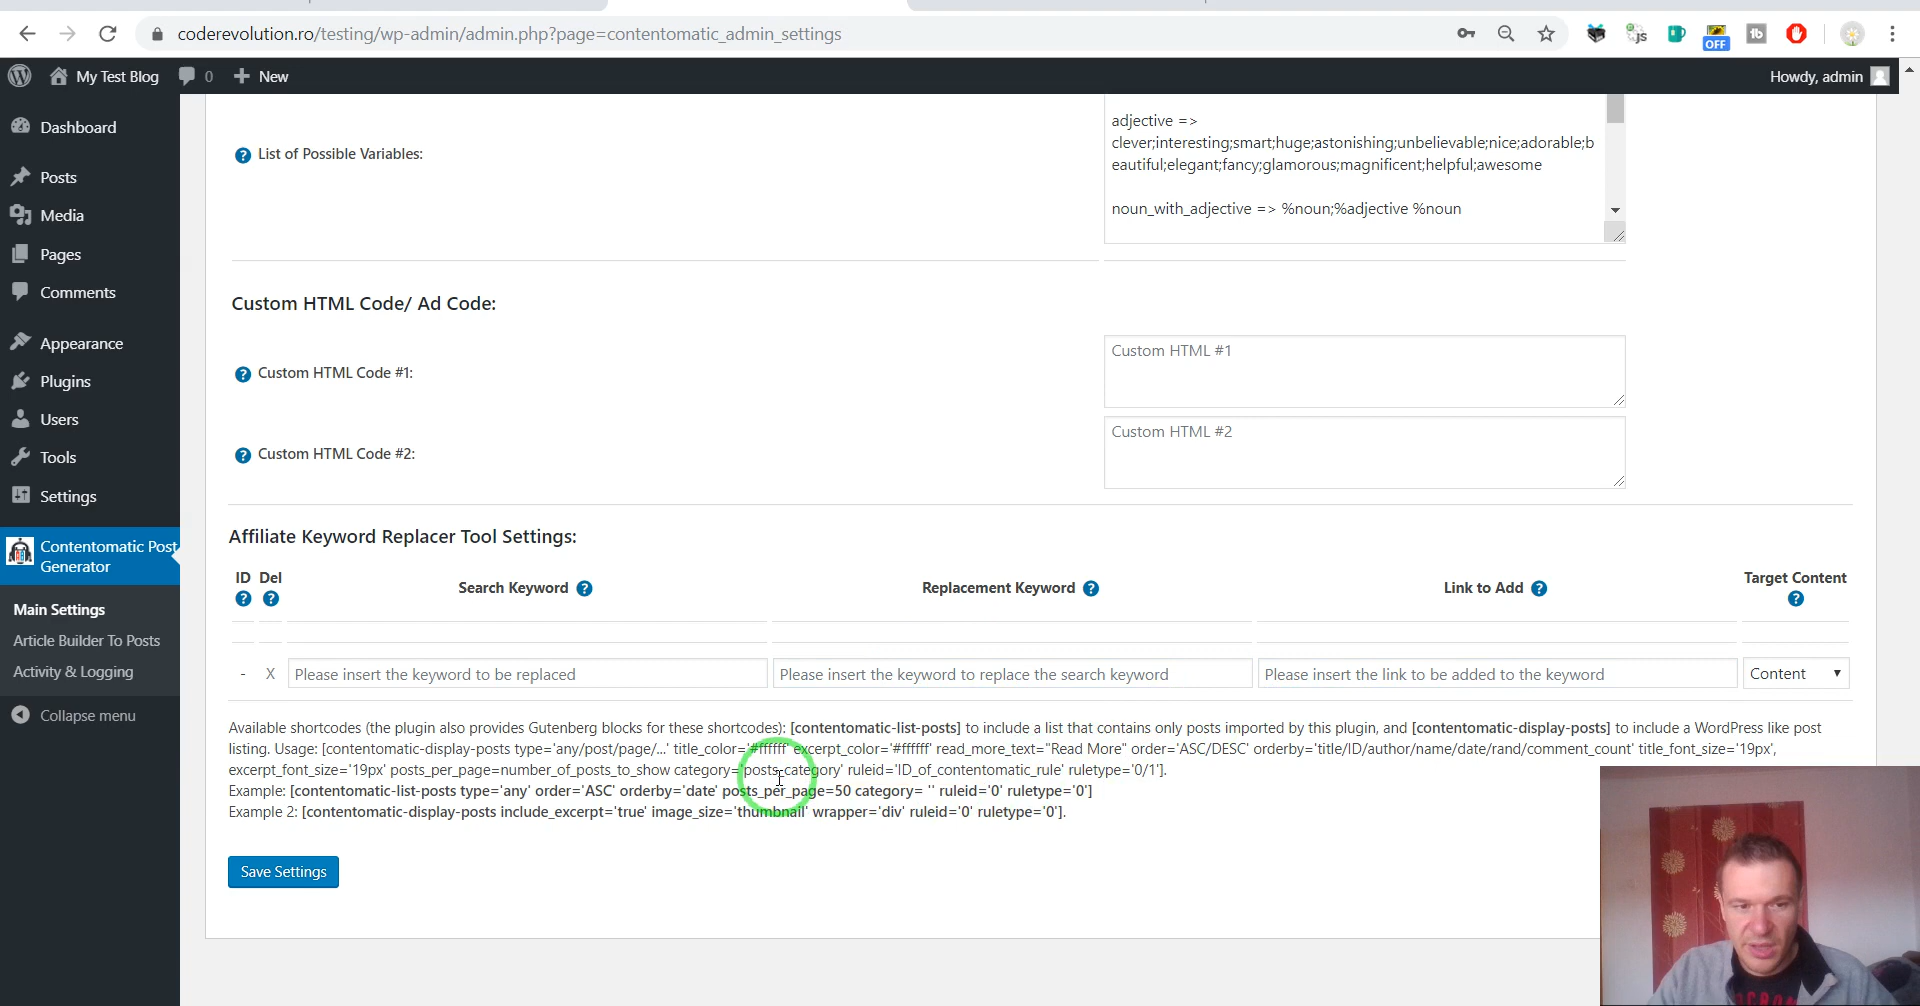 coderevolution.ro/testing/wp-admin/admin.php?page=contentomatic_admin_settings
JS
OFF
tb
My Test Blog
0
New
Howdy, admin
Dashboard
Posts
Media
Pages
Comments
Appearance
Plugins
Users
Tools
Settings
Contentomatic Post
Generator
Main Settings
Article Builder To Posts
Activity & Logging
Collapse menu
List of Possible Variables:
adjective =>
clever;interesting;smart;huge;astonishing;unbelievable;nice;adorable;b
eautiful;elegant;fancy;glamorous;magnificent;helpful;awesome
noun_with_adjective => %noun;%adjective %noun
Custom HTML Code/ Ad Code:
Custom HTML Code #1:
Custom HTML #1
Custom HTML Code #2:
Custom HTML #2
Affiliate Keyword Replacer Tool Settings:
ID Del Search Keyword Replacement Keyword Link to Add Target Content
- X Please insert the keyword to be replaced Please insert the keyword to replace the search keyword Please insert the link to be added to the keyword Content
Available shortcodes (the plugin also provides Gutenberg blocks for these shortcodes): [contentomatic-list-posts] to include a list that contains only posts imported by this plugin, and [contentomatic-display-posts] to include a WordPress like post
listing. Usage: [contentomatic-display-posts type='any/post/page/...' title_color='#ffffff' excerpt_color='#ffffff' read_more_text="Read More" order='ASC/DESC' orderby='title/ID/author/name/date/rand/comment_count' title_font_size='19px',
excerpt_font_size='19px' posts_per_page=number_of_posts_to_show category='posts_category' ruleid='ID_of_contentomatic_rule' ruletype='0/1'].
Example: [contentomatic-list-posts type='any' order='ASC' orderby='date' posts_per_page=50 category= '' ruleid='0' ruletype='0']
Example 2: [contentomatic-display-posts include_excerpt='true' image_size='thumbnail' wrapper='div' ruleid='0' ruletype='0'].
Save Settings